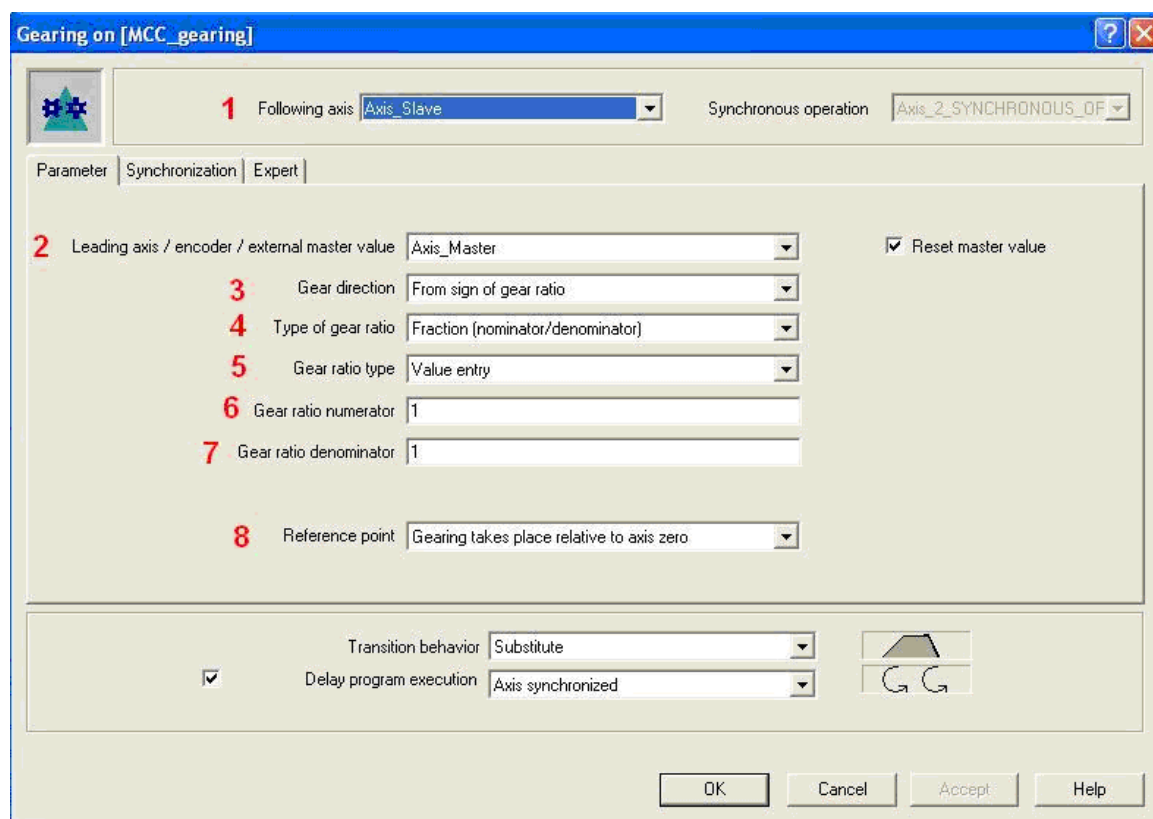 Gearing on [MCC_gearing]
1 Following axis Axis_Slave Synchronous operation Axis_2_SYNCHRONOUS_OF
Parameter Synchronization Expert
2 Leading axis / encoder / external master value Axis_Master Reset master value
3 Gear direction From sign of gear ratio
4 Type of gear ratio Fraction (nominator/denominator)
5 Gear ratio type Value entry
6 Gear ratio numerator 1
7 Gear ratio denominator 1
8 Reference point Gearing takes place relative to axis zero
Transition behavior Substitute
Delay program execution Axis synchronized
OK Cancel Accept Help